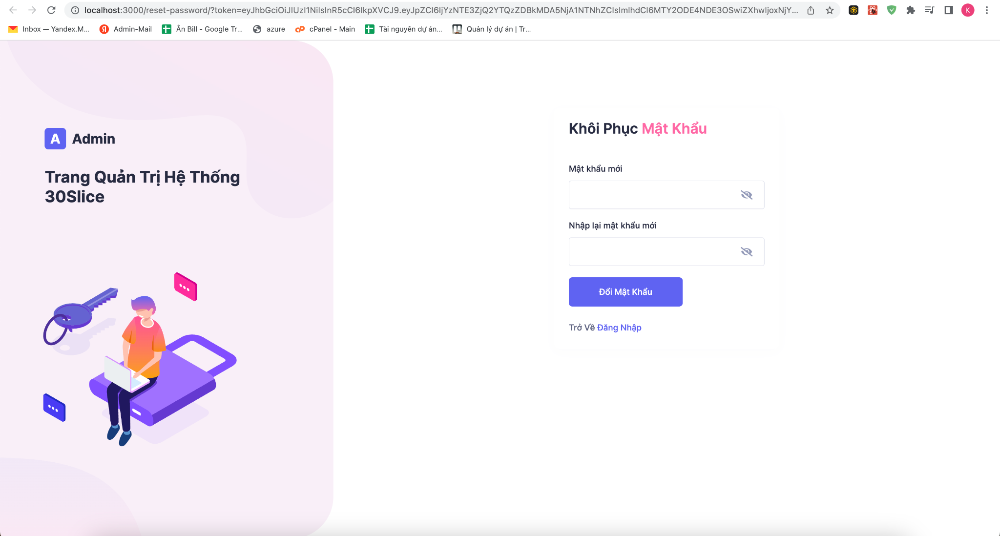 localhost:3000/reset-password/?token=eyJhbGciOiJIUzI1NiIsInR5cCI6IkpXVCJ9.eyJpZCI6IjYzNTE3ZjQ2YTQzZDBkMDA5NjA1NTNhZCIsImlhdCI6MTY2ODE4NDE3OSwiZXhwIjoxNjY...
K
Inbox — Yandex.M...
Admin-Mail
Ân Bill - Google Tr...
azure
cPanel - Main
Tài nguyên dự án...
Quản lý dự án | Tr...
A Admin
Trang Quản Trị Hệ Thống
30Slice
Khôi Phục Mật Khẩu
Mật khẩu mới
Nhập lại mật khẩu mới
Đổi Mật Khẩu
Trở Về Đăng Nhập